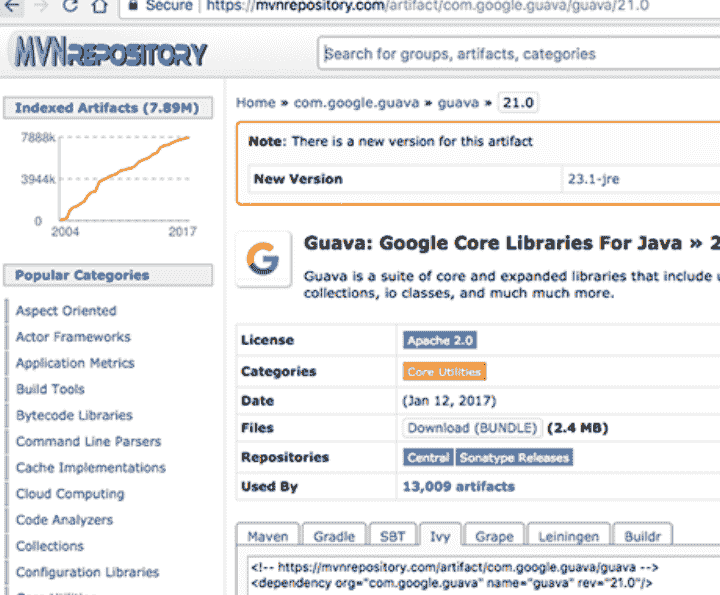 Secure | https://mvnrepository.com/artifact/com.google.guava/guava/21.0
MVNREPOSITORY
Search for groups, artifacts, categories
Indexed Artifacts (7.89M)
7888k
3944k
0
2004
2017
Popular Categories
Aspect Oriented
Actor Frameworks
Application Metrics
Build Tools
Bytecode Libraries
Command Line Parsers
Cache Implementations
Cloud Computing
Code Analyzers
Collections
Configuration Libraries
Home » com.google.guava » guava » 21.0
Note: There is a new version for this artifact
New Version 23.1-jre
G
Guava: Google Core Libraries For Java » 2
Guava is a suite of core and expanded libraries that include
collections, io classes, and much much more.
License Apache 2.0
Categories Core Utilities
Date (Jan 12, 2017)
Files Download (BUNDLE) (2.4 MB)
Repositories Central Sonatype Releases
Used By 13,009 artifacts
Maven Gradle SBT Ivy Grape Leiningen Buildr
<!-- https://mvnrepository.com/artifact/com.google.guava/guava -->
<dependency org="com.google.guava" name="guava" rev="21.0"/>